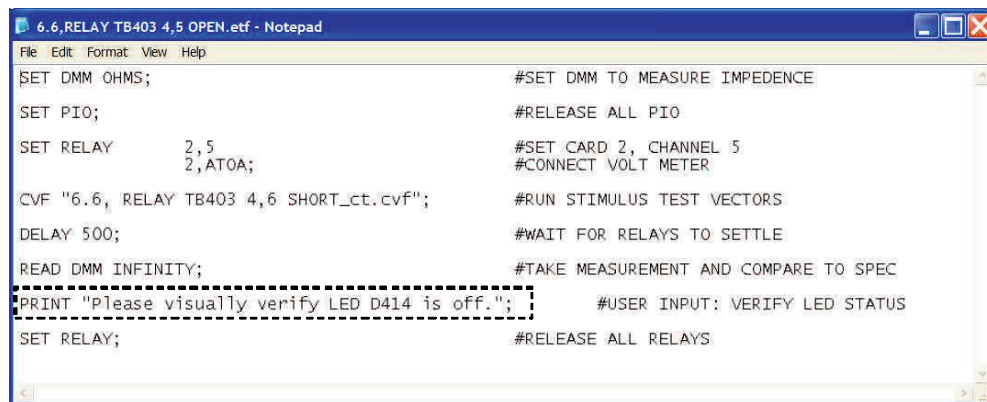 6.6,RELAY TB403 4,5 OPEN.etf - Notepad
File Edit Format View Help
SET DMM OHMS; #SET DMM TO MEASURE IMPEDENCE
SET PIO; #RELEASE ALL PIO
SET RELAY 2,5 #SET CARD 2, CHANNEL 5
2,ATOA; #CONNECT VOLT METER
CVF "6.6, RELAY TB403 4,6 SHORT_ct.cvf"; #RUN STIMULUS TEST VECTORS
DELAY 500; #WAIT FOR RELAYS TO SETTLE
READ DMM INFINITY; #TAKE MEASUREMENT AND COMPARE TO SPEC
PRINT "Please visually verify LED D414 is off."; #USER INPUT: VERIFY LED STATUS
SET RELAY; #RELEASE ALL RELAYS